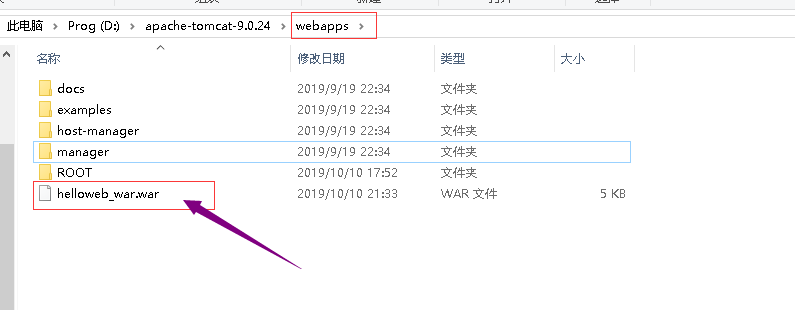 此电脑 > Prog (D:) > apache-tomcat-9.0.24 > webapps
名称 修改日期 类型 大小
docs 2019/9/19 22:34 文件夹
examples 2019/9/19 22:34 文件夹
host-manager 2019/9/19 22:34 文件夹
manager 2019/9/19 22:34 文件夹
ROOT 2019/10/10 17:52 文件夹
helloweb_war.war 2019/10/10 21:33 WAR 文件 5 KB